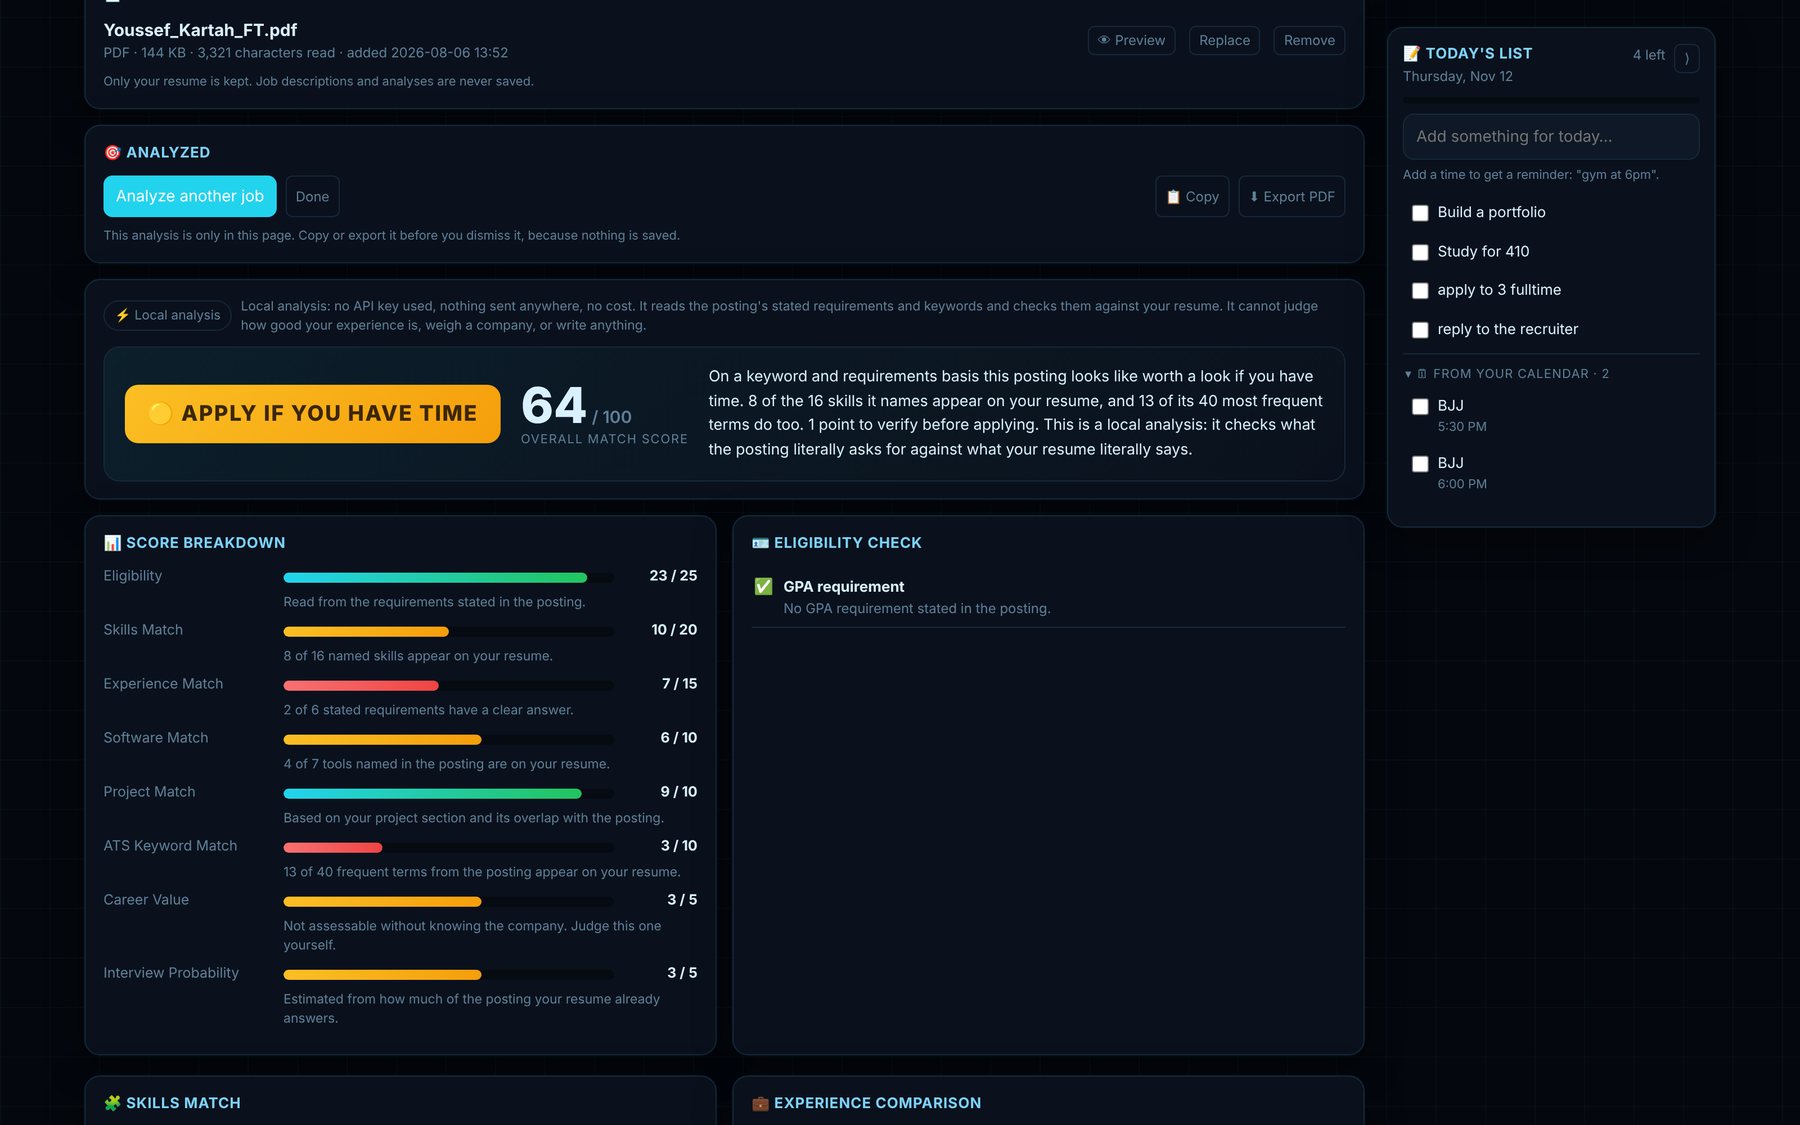 Youssef_Kartah_FT.pdf
PDF · 144 KB · 3,321 characters read · added 2026-08-06 13:52
Only your resume is kept. Job descriptions and analyses are never saved.
👁 Preview
Replace
Remove
🎯 ANALYZED
Analyze another job
Done
📋 Copy
⬇ Export PDF
This analysis is only in this page. Copy or export it before you dismiss it, because nothing is saved.
⚡ Local analysis
Local analysis: no API key used, nothing sent anywhere, no cost. It reads the posting's stated requirements and keywords and checks them against your resume. It cannot judge
how good your experience is, weigh a company, or write anything.
🟡 APPLY IF YOU HAVE TIME
64 / 100
OVERALL MATCH SCORE
On a keyword and requirements basis this posting looks like worth a look if you have
time. 8 of the 16 skills it names appear on your resume, and 13 of its 40 most frequent
terms do too. 1 point to verify before applying. This is a local analysis: it checks what
the posting literally asks for against what your resume literally says.
📊 SCORE BREAKDOWN
Eligibility
23 / 25
Read from the requirements stated in the posting.
Skills Match
10 / 20
8 of 16 named skills appear on your resume.
Experience Match
7 / 15
2 of 6 stated requirements have a clear answer.
Software Match
6 / 10
4 of 7 tools named in the posting are on your resume.
Project Match
9 / 10
Based on your project section and its overlap with the posting.
ATS Keyword Match
3 / 10
13 of 40 frequent terms from the posting appear on your resume.
Career Value
3 / 5
Not assessable without knowing the company. Judge this one
yourself.
Interview Probability
3 / 5
Estimated from how much of the posting your resume already
answers.
🪪 ELIGIBILITY CHECK
✅ GPA requirement
No GPA requirement stated in the posting.
🧩 SKILLS MATCH
💼 EXPERIENCE COMPARISON
📝 TODAY'S LIST
4 left
⟩
Thursday, Nov 12
Add something for today...
Add a time to get a reminder: "gym at 6pm".
Build a portfolio
Study for 410
apply to 3 fulltime
reply to the recruiter
▾ 🗓 FROM YOUR CALENDAR · 2
BJJ
5:30 PM
BJJ
6:00 PM